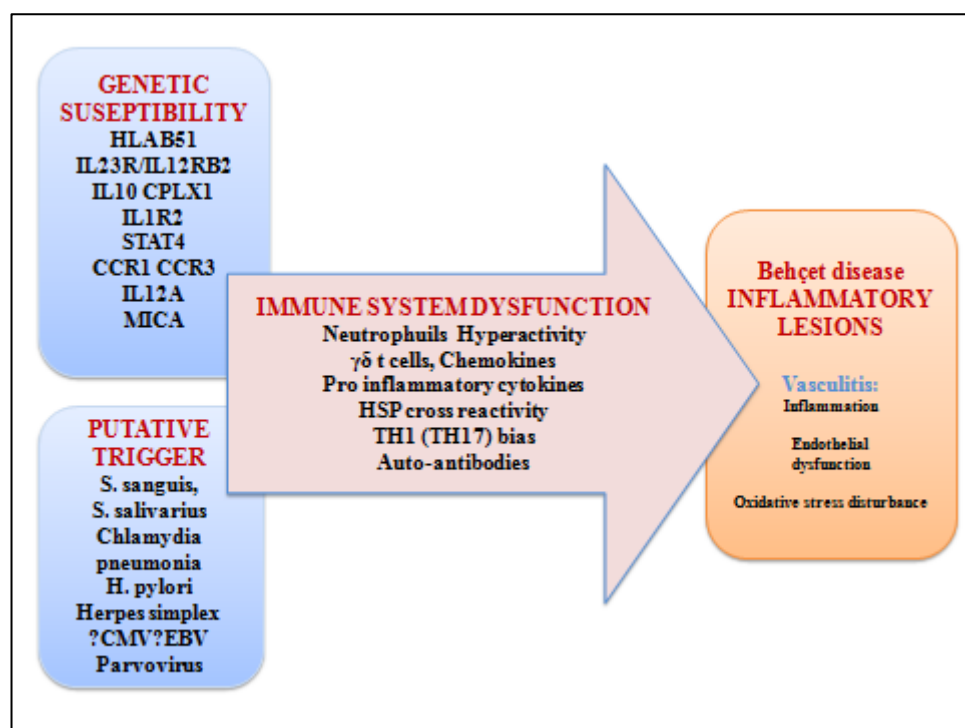 GENETIC
SUSEPTIBILITY
HLAB51
IL23R/IL12RB2
IL10 CPLX1
IL1R2
STAT4
CCR1 CCR3
IL12A
MICA
PUTATIVE
TRIGGER
S. sanguis,
S. salivarius
Chlamydia
pneumonia
H. pylori
Herpes simplex
?CMV?EBV
Parvovirus
IMMUNE SYSTEM DYSFUNCTION
Neutrophuils Hyperactivity
γδ t cells, Chemokines
Pro inflammatory cytokines
HSP cross reactivity
TH1 (TH17) bias
Auto-antibodies
Behçet disease
INFLAMMATORY
LESIONS
Vasculitis:
Inflammation
Endothelial
dysfunction
Oxidative stress disturbance